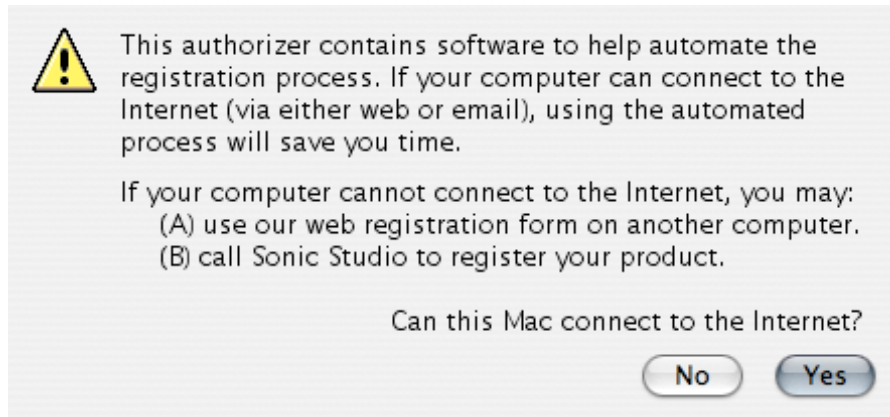 This authorizer contains software to help automate the
registration process. If your computer can connect to the
Internet (via either web or email), using the automated
process will save you time.
If your computer cannot connect to the Internet, you may:
(A) use our web registration form on another computer.
(B) call Sonic Studio to register your product.
Can this Mac connect to the Internet?
No Yes